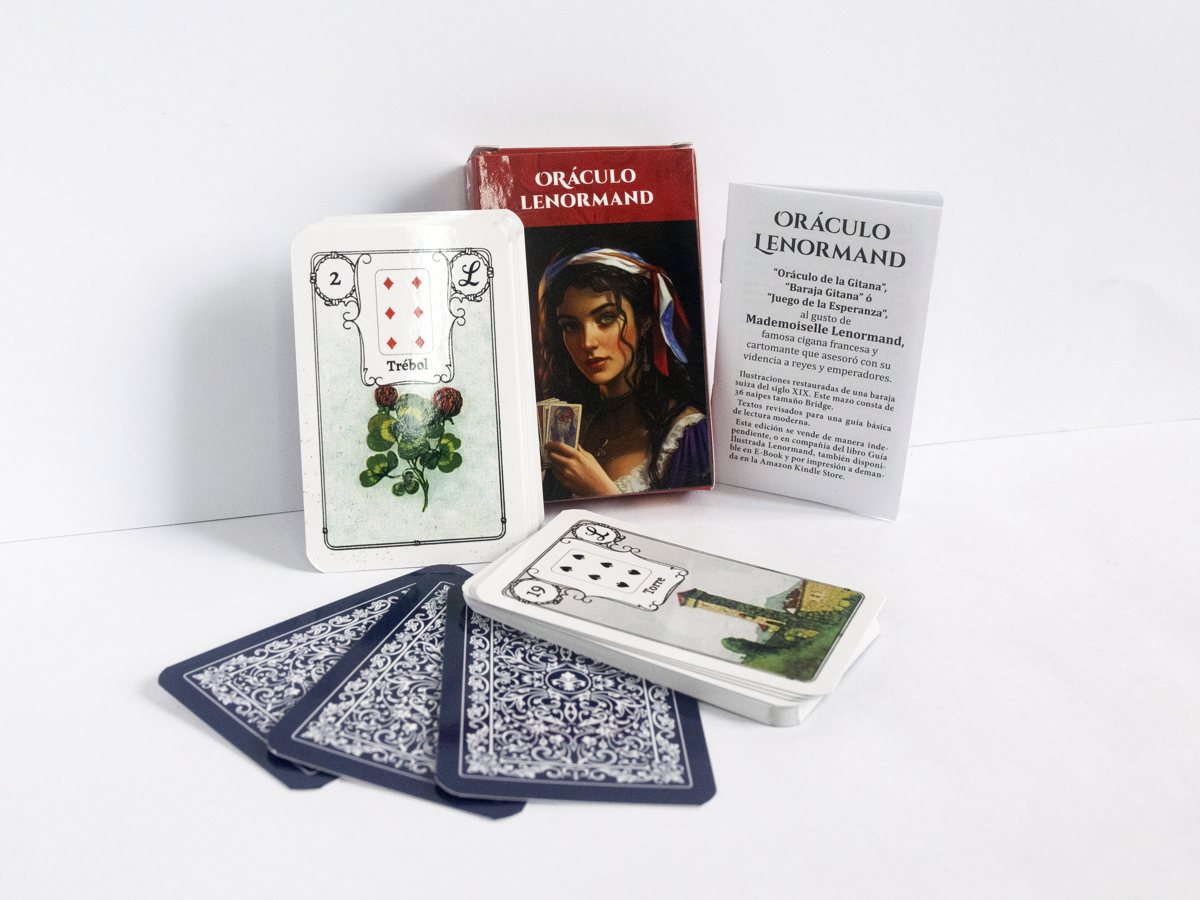 ORÁCULO
LENORMAND
2
L
Trébol
ORÁCULO
LENORMAND
“Oráculo de la Gitana”,
“Baraja Gitana” ó
“Juego de la Esperanza”,
al gusto de
Mademoiselle Lenormand,
famosa cigana francesa y
cartomante que asesoró con su
videncia a reyes y emperadores.
Ilustraciones restauradas de una baraja
suiza del siglo XIX. Este mazo consta de
36 naipes tamaño Bridge.
Textos revisados para una guía básica
de lectura moderna.
Esta edición se vende de manera inde-
pendiente, o en compañía del libro Guía
Ilustrada Lenormand, también disponi-
ble en E-Book y por impresión a deman-
da en la Amazon Kindle Store.
L
19
Torre